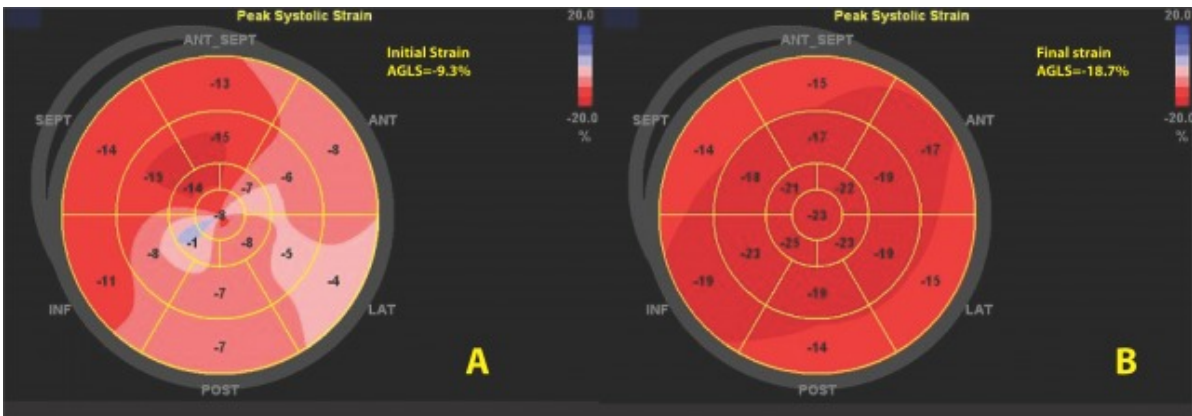 Peak Systolic Strain
20.0
ANT_SEPT
Initial Strain
AGLS=-9.3%
-13
SEPT
ANT
-20.0
%
-15
-14
-8
-13
-14
-7
-6
-9
-8
-1
-8
-5
-11
-4
-7
INF
LAT
-7
POST
A
Peak Systolic Strain
20.0
ANT_SEPT
Final strain
AGLS=-18.7%
-15
SEPT
ANT
-20.0
%
-17
-14
-17
-18
-21
-22
-19
-23
-23
-25
-23
-19
-19
-15
-19
INF
LAT
-14
POST
B